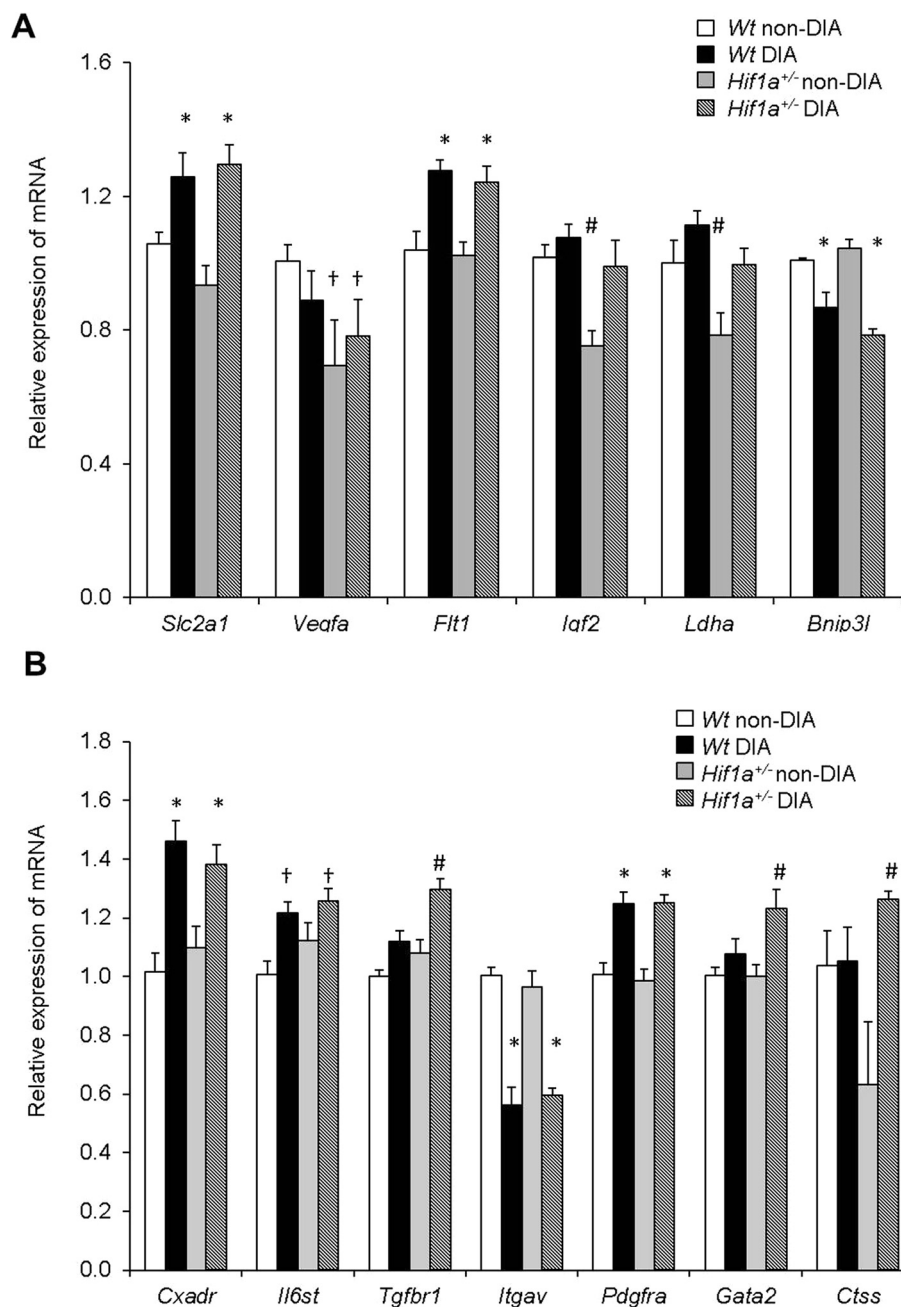 A
Wt non-DIA
Wt DIA
Hif1a+/- non-DIA
Hif1a+/- DIA
Relative expression of mRNA
1.6
1.2
0.8
0.4
0.0
* * * * # # * *
† †
Slc2a1 Vegfa Flt1 Igf2 Ldha Bnip3l
B
Wt non-DIA
Wt DIA
Hif1a+/- non-DIA
Hif1a+/- DIA
Relative expression of mRNA
1.8
1.6
1.4
1.2
1.0
0.8
0.6
0.4
0.2
0.0
* * † † # * * # #
* *
Cxadr Il6st Tgfbr1 Itgav Pdgfra Gata2 Ctss